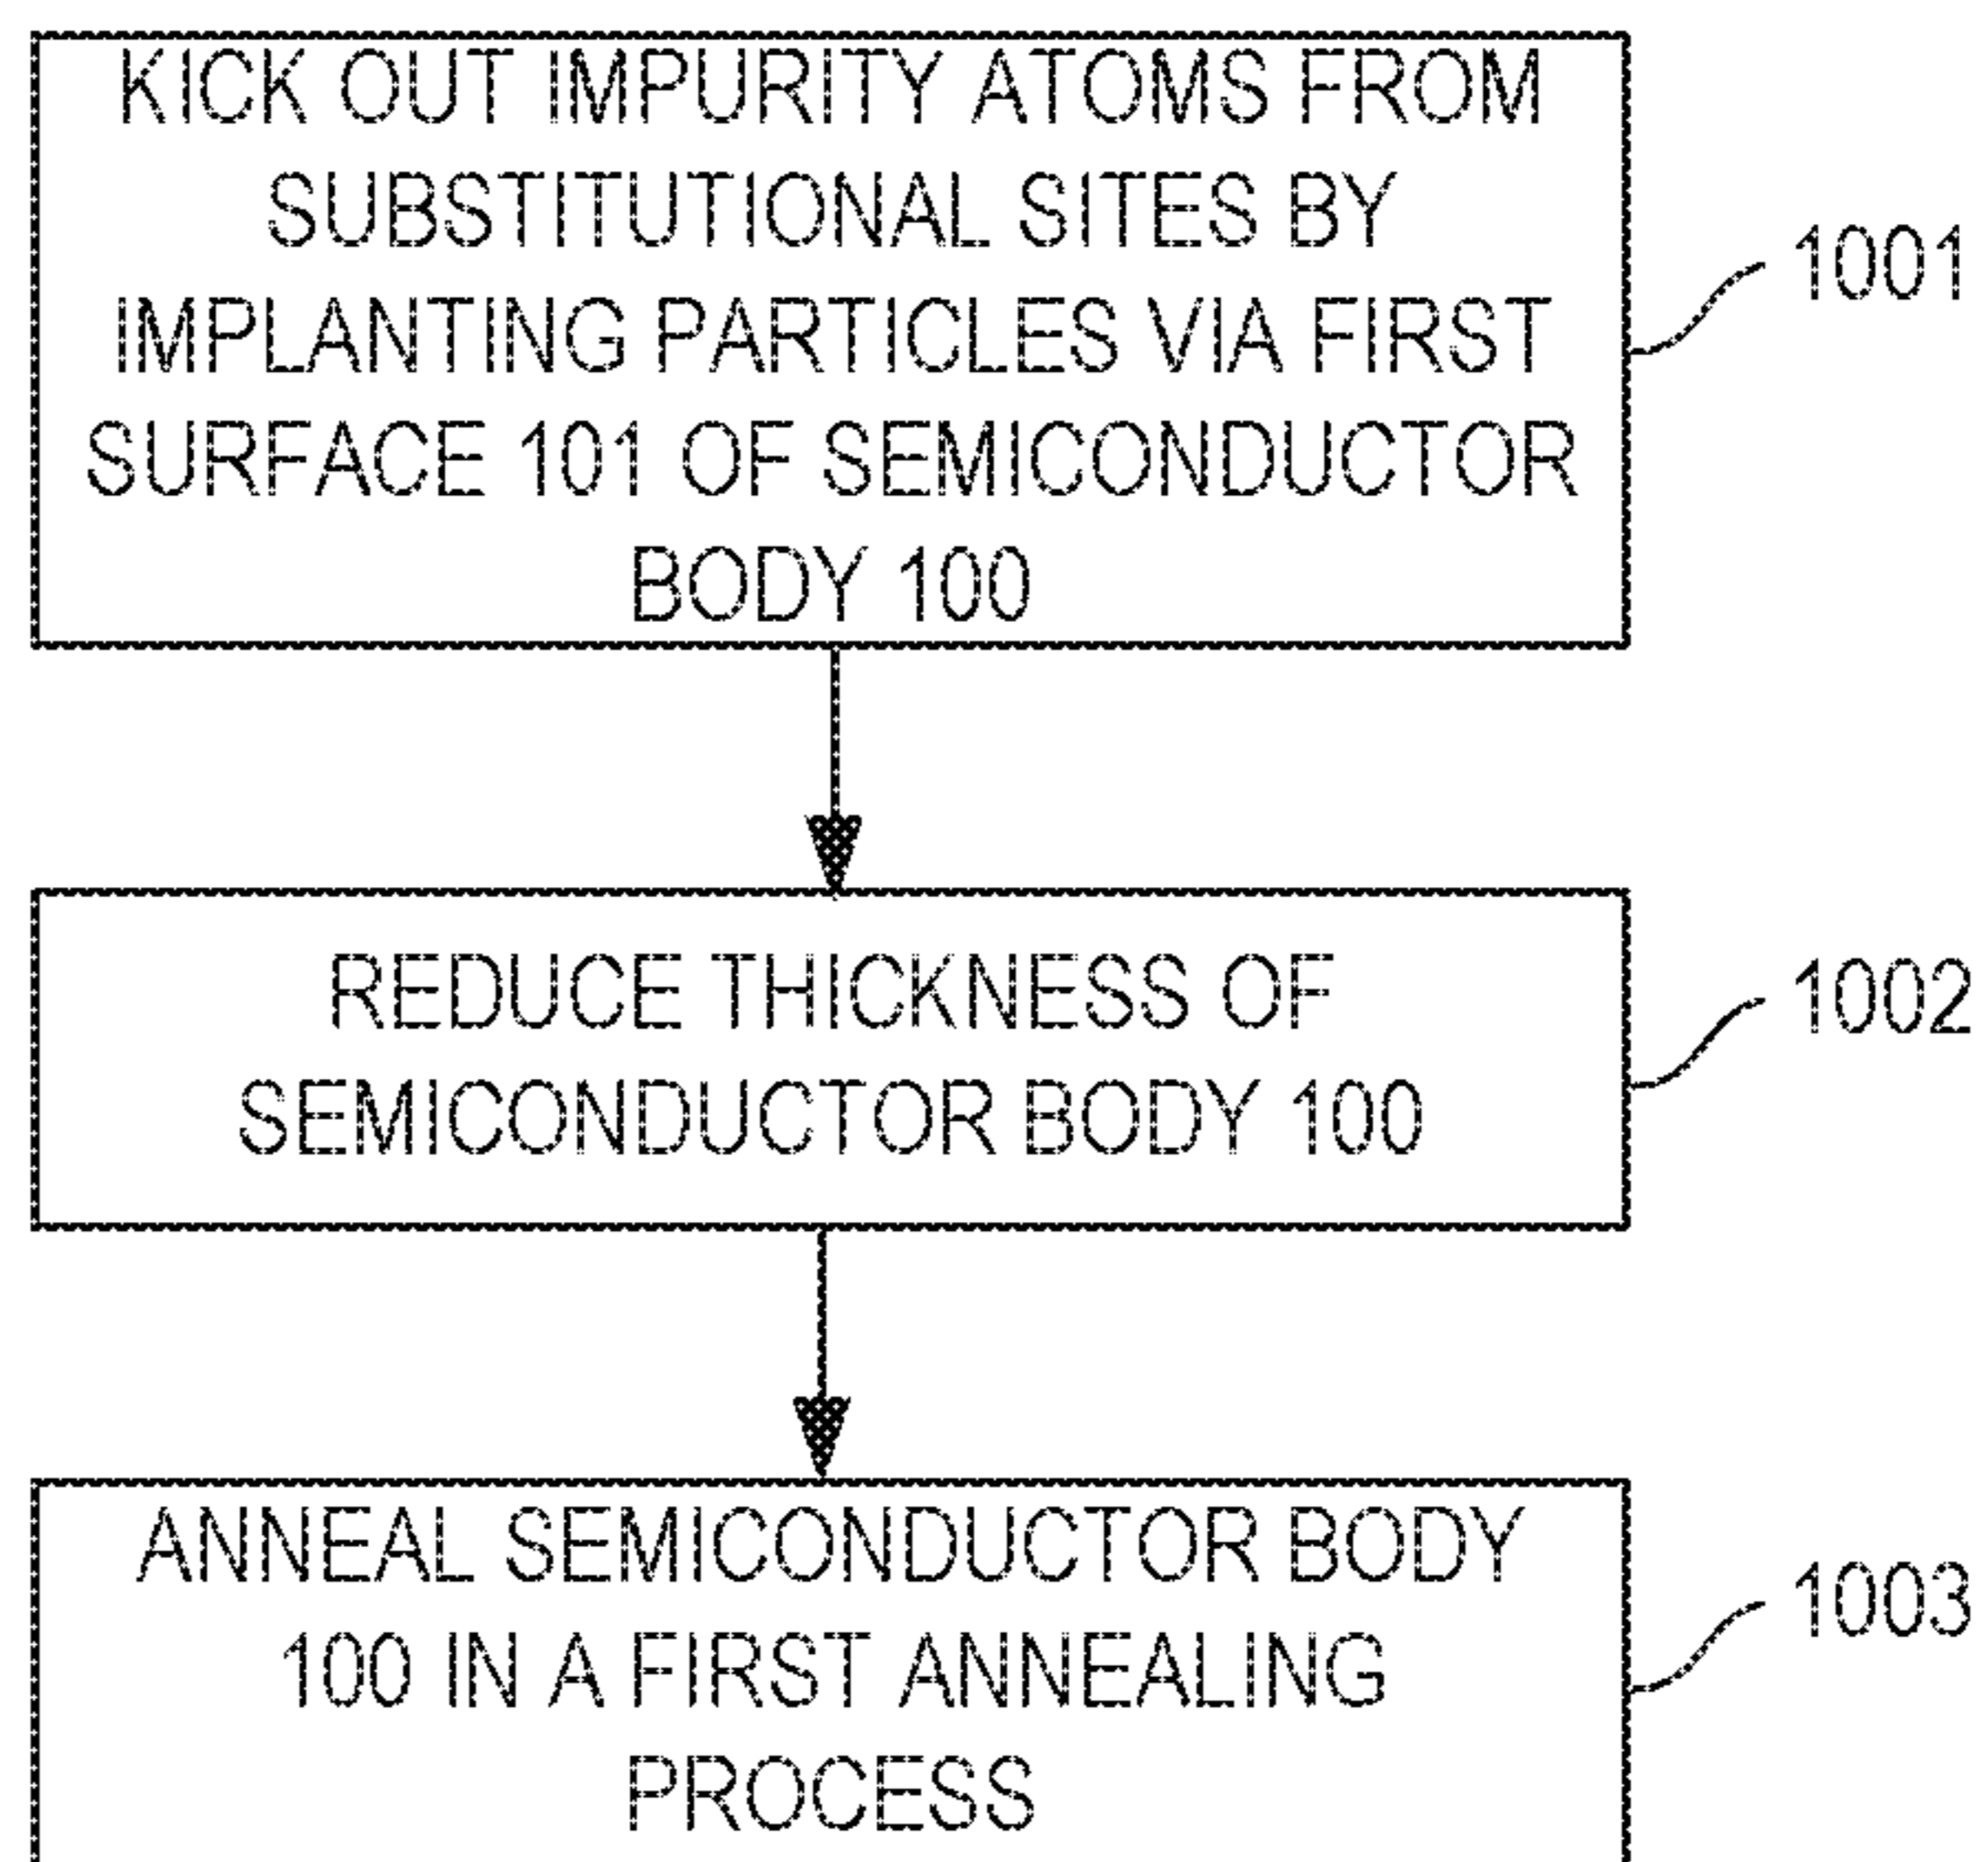 KICK OUT IMPURITY ATOMS FROM
SUBSTITUTIONAL SITES BY
IMPLANTING PARTICLES VIA FIRST
SURFACE 101 OF SEMICONDUCTOR
BODY 100
1001
REDUCE THICKNESS OF
SEMICONDUCTOR BODY 100
1002
ANNEAL SEMICONDUCTOR BODY
100 IN A FIRST ANNEALING
PROCESS
1003